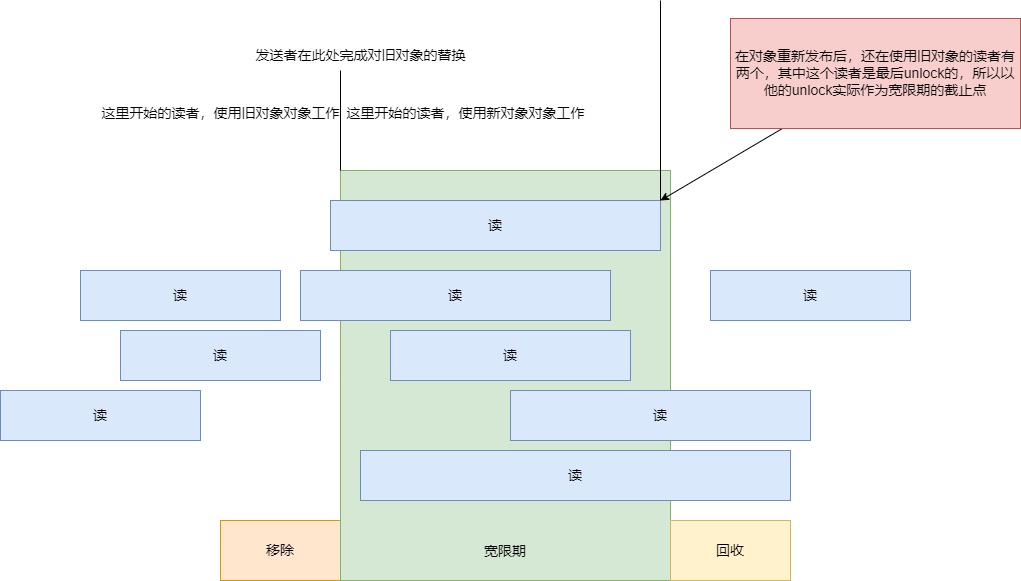 发送者在此处完成对旧对象的替换
在对象重新发布后，还在使用旧对象的读者有
两个，其中这个读者是最后unlock的，所以以
他的unlock实际作为宽限期的截止点
这里开始的读者，使用旧对象对象工作
这里开始的读者，使用新对象对象工作
读
读
读
读
读
读
读
读
读
移除
宽限期
回收